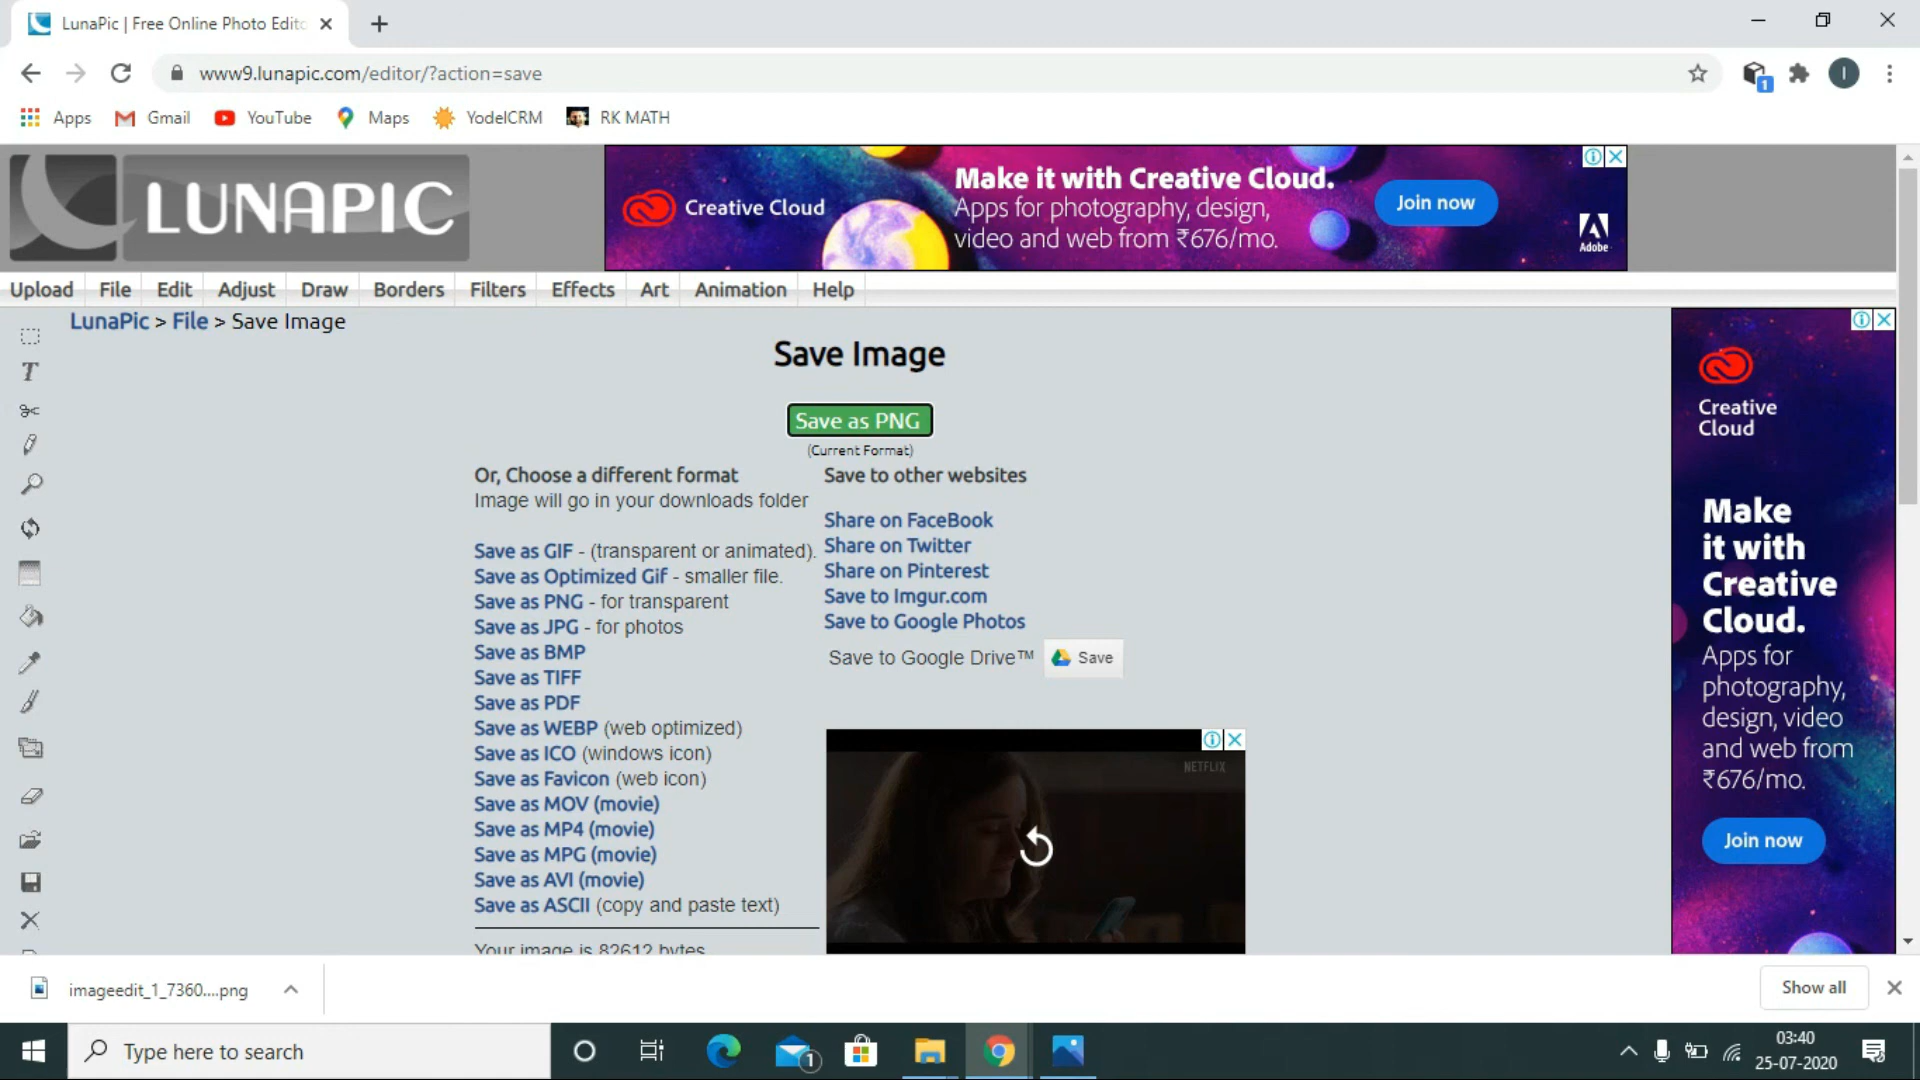 LunaPic | Free Online Photo Edito
www9.lunapic.com/editor/?action=save
1
I
Apps
Gmail
YouTube
Maps
YodelCRM
RK MATH
LUNAPIC
Creative Cloud
Make it with Creative Cloud.
Apps for photography, design,
video and web from ₹676/mo.
Join now
Adobe
Upload
File
Edit
Adjust
Draw
Borders
Filters
Effects
Art
Animation
Help
LunaPic > File > Save Image
Save Image
Save as PNG
(Current Format)
Or, Choose a different format
Image will go in your downloads folder
Save as GIF - (transparent or animated).
Save as Optimized Gif - smaller file.
Save as PNG - for transparent
Save as JPG - for photos
Save as BMP
Save as TIFF
Save as PDF
Save as WEBP (web optimized)
Save as ICO (windows icon)
Save as Favicon (web icon)
Save as MOV (movie)
Save as MP4 (movie)
Save as MPG (movie)
Save as AVI (movie)
Save as ASCII (copy and paste text)
Your image is 82612 bytes
Save to other websites
Share on FaceBook
Share on Twitter
Share on Pinterest
Save to Imgur.com
Save to Google Photos
Save to Google Drive™
Save
NETFLIX
Creative
Cloud
Make
it with
Creative
Cloud.
Apps for
photography,
design, video
and web from
₹676/mo.
Join now
imageedit_1_7360....png
Show all
Type here to search
1
03:40
25-07-2020